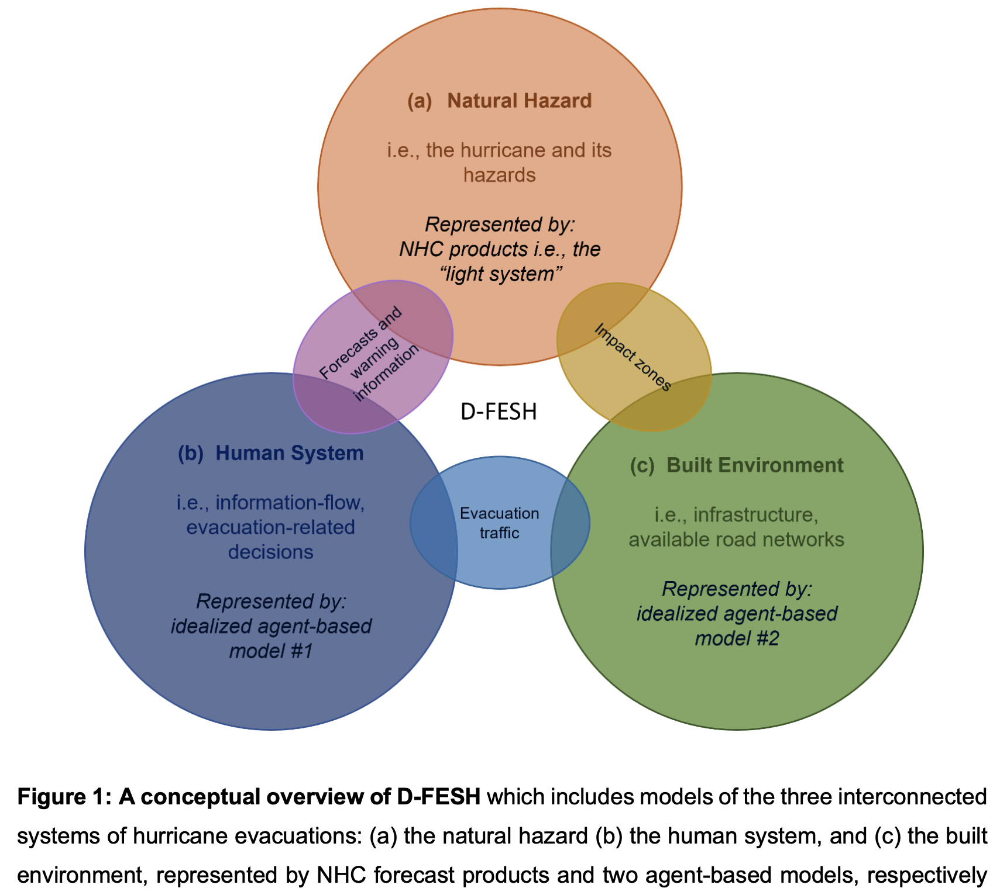 (a) Natural Hazard
i.e., the hurricane and its
hazards
Represented by:
NHC products i.e., the
“light system”
Forecasts and
warning
information
Impact zones
D-FESH
(b) Human System
i.e., information-flow,
evacuation-related
decisions
Represented by:
idealized agent-based
model #1
Evacuation
traffic
(c) Built Environment
i.e., infrastructure,
available road networks
Represented by:
idealized agent-based
model #2
Figure 1: A conceptual overview of D-FESH which includes models of the three interconnected
systems of hurricane evacuations: (a) the natural hazard (b) the human system, and (c) the built
environment, represented by NHC forecast products and two agent-based models, respectively